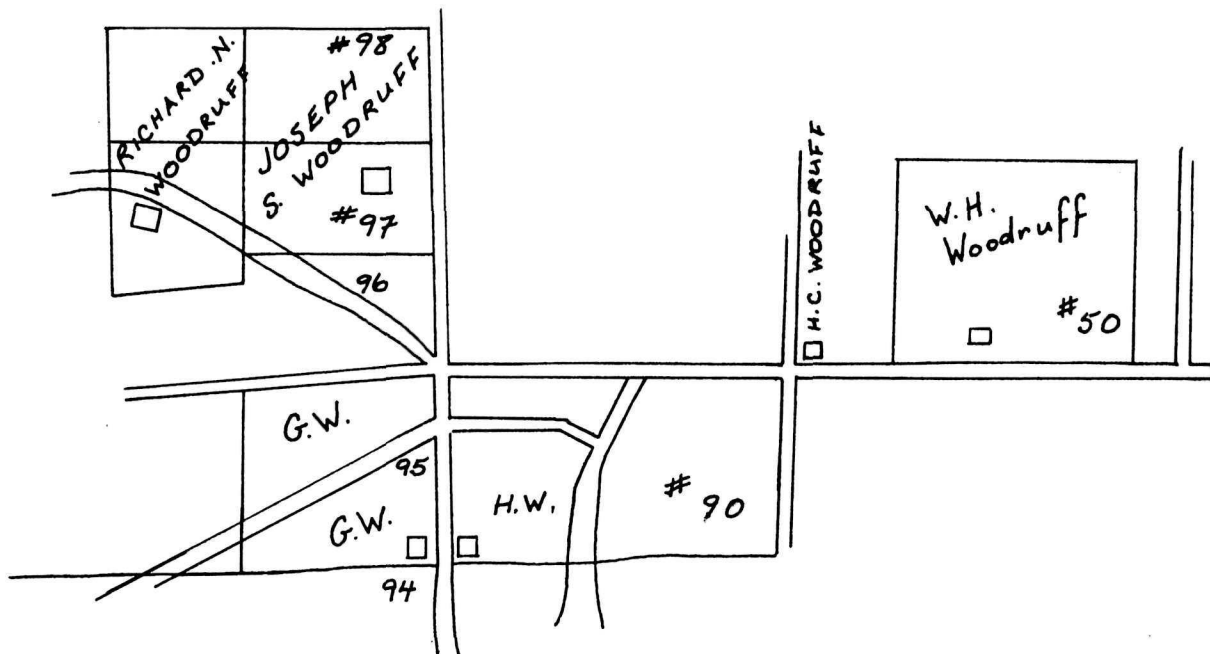 RICHARD .N.
WOODRUFF
#98
JOSEPH
S. WOODRUFF
#97
96
H.C. WOODRUFF
W.H.
Woodruff
#50
G.W.
95
G.W.
94
H.W.
# 90